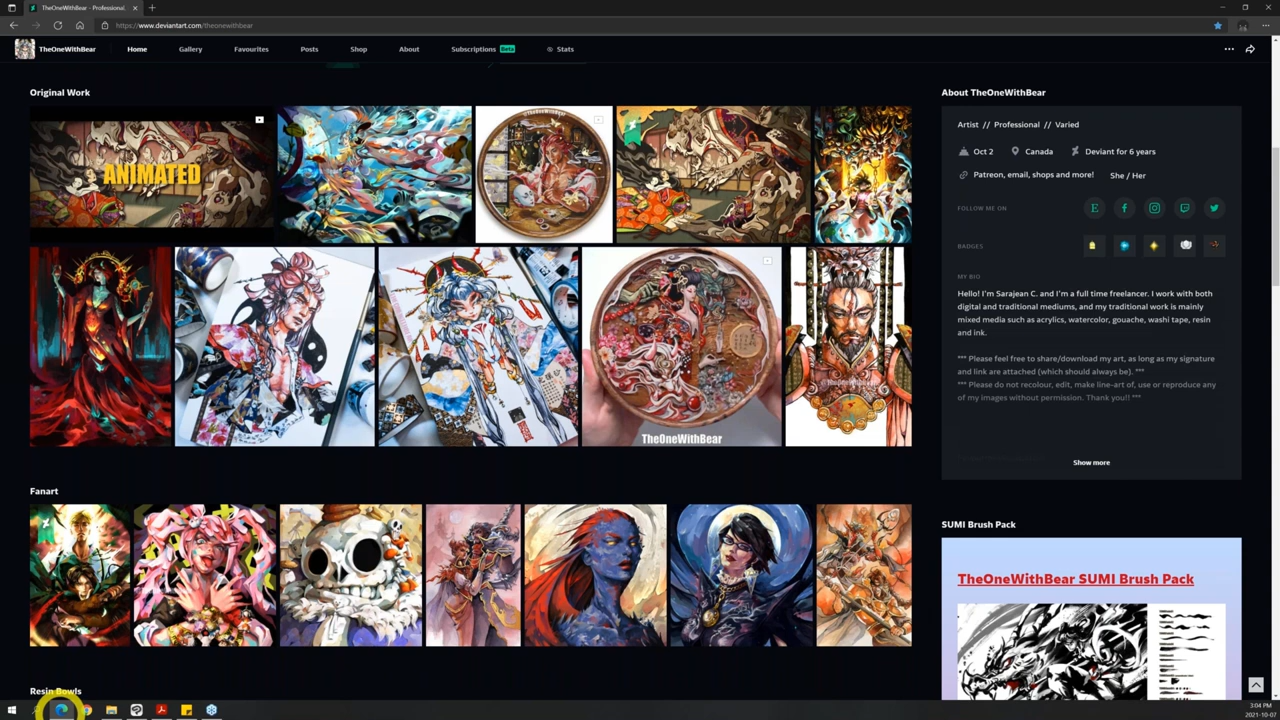 TheOneWithBear - Professional,
https://www.deviantart.com/theonewithbear
TheOneWithBear
Home
Gallery
Favourites
Posts
Shop
About
Subscriptions Beta
Stats
Original Work
ANIMATED
TheOneWithBear
Fanart
Resin Bowls
About TheOneWithBear
Artist // Professional // Varied
Oct 2
Canada
Deviant for 6 years
Patreon, email, shops and more!
She / Her
FOLLOW ME ON
BADGES
MY BIO
Hello! I'm Sarajean C. and I'm a full time freelancer. I work with both
digital and traditional mediums, and my traditional work is mainly
mixed media such as acrylics, watercolor, gouache, washi tape, resin
and ink.
*** Please feel free to share/download my art, as long as my signature
and link are attached (which should always be). ***
*** Please do not recolour, edit, make line-art of, use or reproduce any
of my images without permission. Thank you!! ***
Show more
SUMI Brush Pack
TheOneWithBear SUMI Brush Pack
3:04 PM
2021-10-07